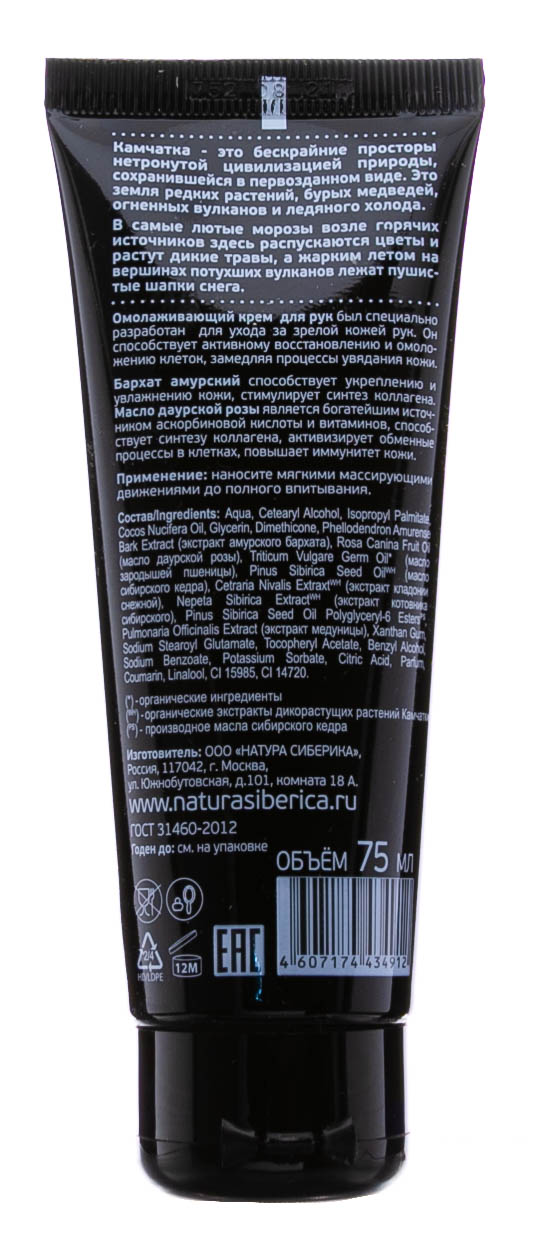 Камчатка - это бескрайние просторы
нетронутой цивилизацией природы,
сохранившейся в первозданном виде. Это
земля редких растений, бурых медведей,
огненных вулканов и ледяного холода.
В самые лютые морозы возле горячих
источников здесь распускаются цветы и
растут дикие травы, а жарким летом на
вершинах потухших вулканов лежат пушис-
тые шапки снега.
Омолаживающий крем для рук был специально
разработан для ухода за зрелой кожей рук. Он
способствует активному восстановлению и омоло-
жению клеток, замедляя процессы увядания кожи.
Бархат амурский способствует укреплению и
увлажнению кожи, стимулирует синтез коллагена.
Масло даурской розы является богатейшим источ-
ником аскорбиновой кислоты и витаминов, способ-
ствует синтезу коллагена, активизирует обменные
процессы в клетках, повышает иммунитет кожи.
Применение: наносите мягкими массирующими
движениями до полного впитывания.
Состав/Ingredients: Aqua, Cetearyl Alcohol, Isopropyl Palmitate,
Cocos Nucifera Oil, Glycerin, Dimethicone, Phellodendron Amurense
Bark Extract (экстракт амурского бархата), Rosa Canina Fruit Oil
(масло даурской розы), Triticum Vulgare Germ Oil* (масло
зародышей пшеницы), Pinus Sibirica Seed Oil(WH) (масло
сибирского кедра), Cetraria Nivalis Extraxt(WH) (экстракт кладонии
снежной), Nepeta Sibirica Extract(WH) (экстракт котовника
сибирского), Pinus Sibirica Seed Oil Polyglyceryl-6 Esters(PS),
Pulmonaria Officinalis Extract (экстракт медуницы), Xanthan Gum,
Sodium Stearoyl Glutamate, Tocopheryl Acetate, Benzyl Alcohol,
Sodium Benzoate, Potassium Sorbate, Citric Acid, Parfum,
Coumarin, Linalool, CI 15985, CI 14720.
(*) - органические ингредиенты
(WH) - органические экстракты дикорастущих растений Камчатки
(PS) - производное масла сибирского кедра
Изготовитель: ООО «НАТУРА СИБЕРИКА»,
Россия, 117042, г. Москва,
ул. Южнобутовская, д.101, комната 18 А.
www.naturasiberica.ru
ГОСТ 31460-2012
Годен до: см. на упаковке
ОБЪЁМ 75 мл
2/4
12M
EAC
4 607174 434912